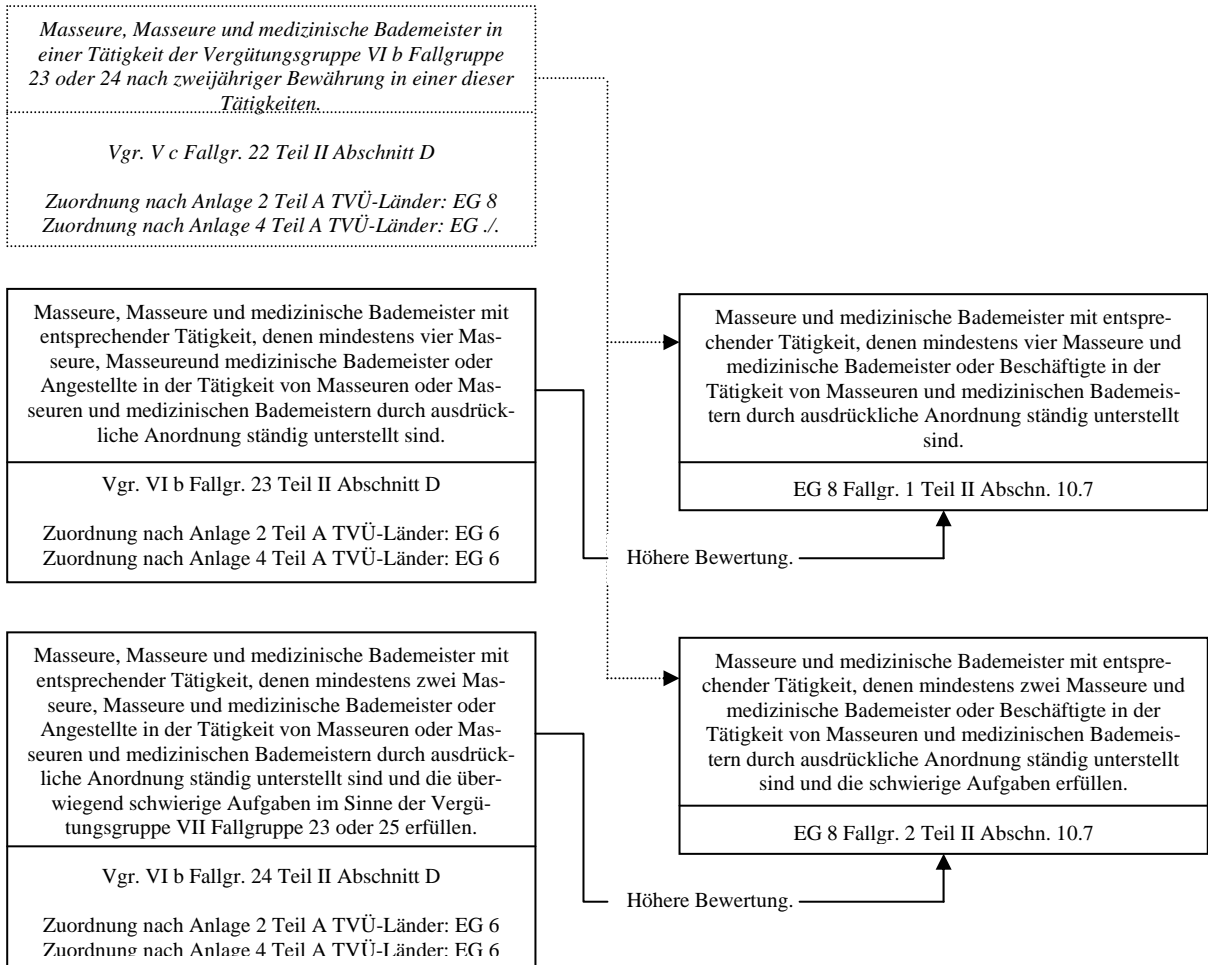 Masseure, Masseure und medizinische Bademeister in
einer Tätigkeit der Vergütungsgruppe VI b Fallgruppe
23 oder 24 nach zweijähriger Bewährung in einer dieser
Tätigkeiten.
Vgr. V c Fallgr. 22 Teil II Abschnitt D
Zuordnung nach Anlage 2 Teil A TVÜ-Länder: EG 8
Zuordnung nach Anlage 4 Teil A TVÜ-Länder: EG ./.
Masseure, Masseure und medizinische Bademeister mit
entsprechender Tätigkeit, denen mindestens vier Mas-
seure, Masseureund medizinische Bademeister oder
Angestellte in der Tätigkeit von Masseuren oder Mas-
seuren und medizinischen Bademeistern durch ausdrück-
liche Anordnung ständig unterstellt sind.
Vgr. VI b Fallgr. 23 Teil II Abschnitt D
Zuordnung nach Anlage 2 Teil A TVÜ-Länder: EG 6
Zuordnung nach Anlage 4 Teil A TVÜ-Länder: EG 6
Masseure und medizinische Bademeister mit entspre-
chender Tätigkeit, denen mindestens vier Masseure und
medizinische Bademeister oder Beschäftigte in der
Tätigkeit von Masseuren und medizinischen Bademeis-
tern durch ausdrückliche Anordnung ständig unterstellt
sind.
EG 8 Fallgr. 1 Teil II Abschn. 10.7
Höhere Bewertung.
Masseure, Masseure und medizinische Bademeister mit
entsprechender Tätigkeit, denen mindestens zwei Mas-
seure, Masseure und medizinische Bademeister oder
Angestellte in der Tätigkeit von Masseuren oder Mas-
seuren und medizinischen Bademeistern durch ausdrück-
liche Anordnung ständig unterstellt sind und die über-
wiegend schwierige Aufgaben im Sinne der Vergü-
tungsgruppe VII Fallgruppe 23 oder 25 erfüllen.
Vgr. VI b Fallgr. 24 Teil II Abschnitt D
Zuordnung nach Anlage 2 Teil A TVÜ-Länder: EG 6
Zuordnung nach Anlage 4 Teil A TVÜ-Länder: EG 6
Masseure und medizinische Bademeister mit entspre-
chender Tätigkeit, denen mindestens zwei Masseure und
medizinische Bademeister oder Beschäftigte in der
Tätigkeit von Masseuren und medizinischen Bademeis-
tern durch ausdrückliche Anordnung ständig unterstellt
sind und die schwierige Aufgaben erfüllen.
EG 8 Fallgr. 2 Teil II Abschn. 10.7
Höhere Bewertung.